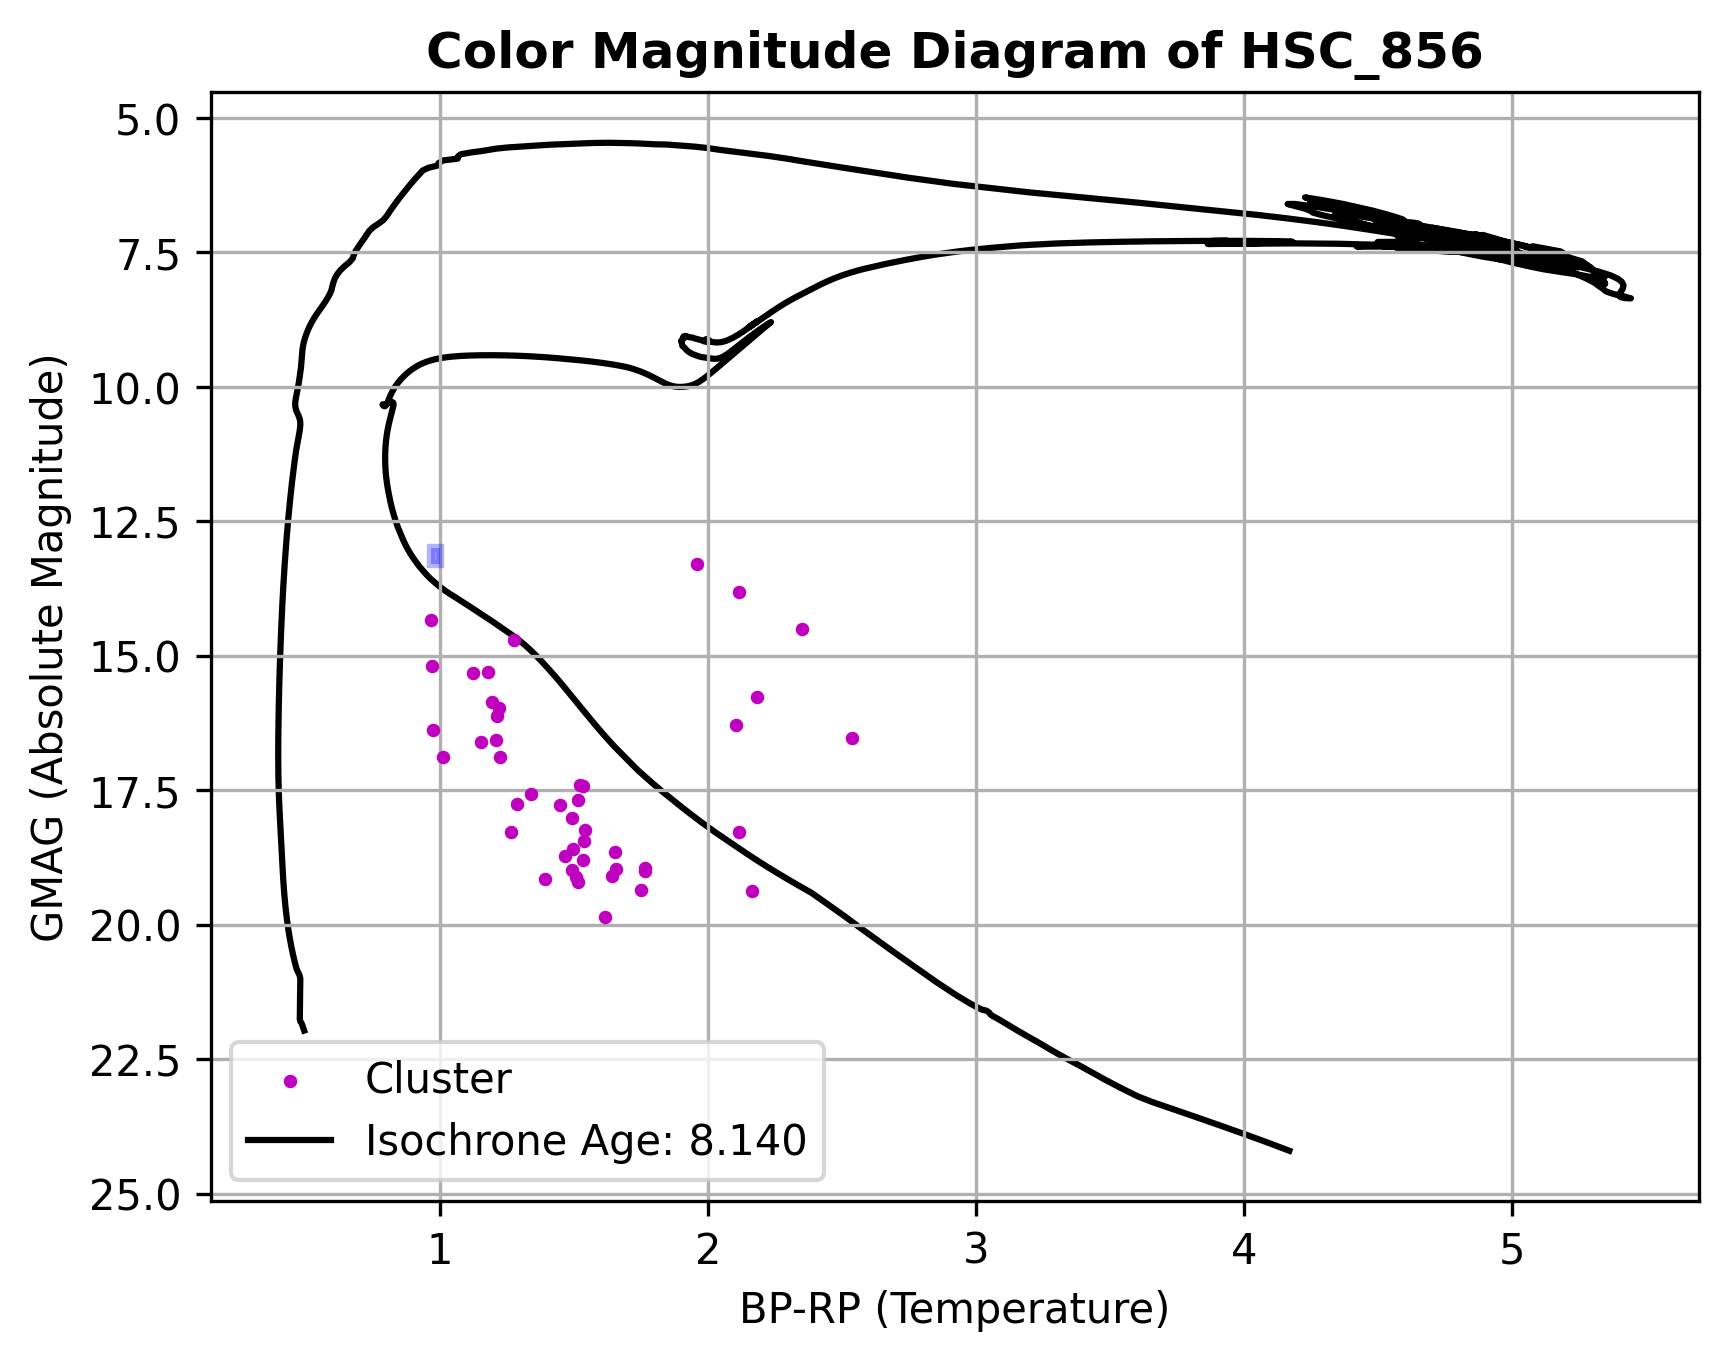 Color Magnitude Diagram of HSC_856
5.0
7.5
10.0
12.5
15.0
17.5
20.0
22.5
25.0
GMAG (Absolute Magnitude)
Cluster
Isochrone Age: 8.140
1 2 3 4 5
BP-RP (Temperature)